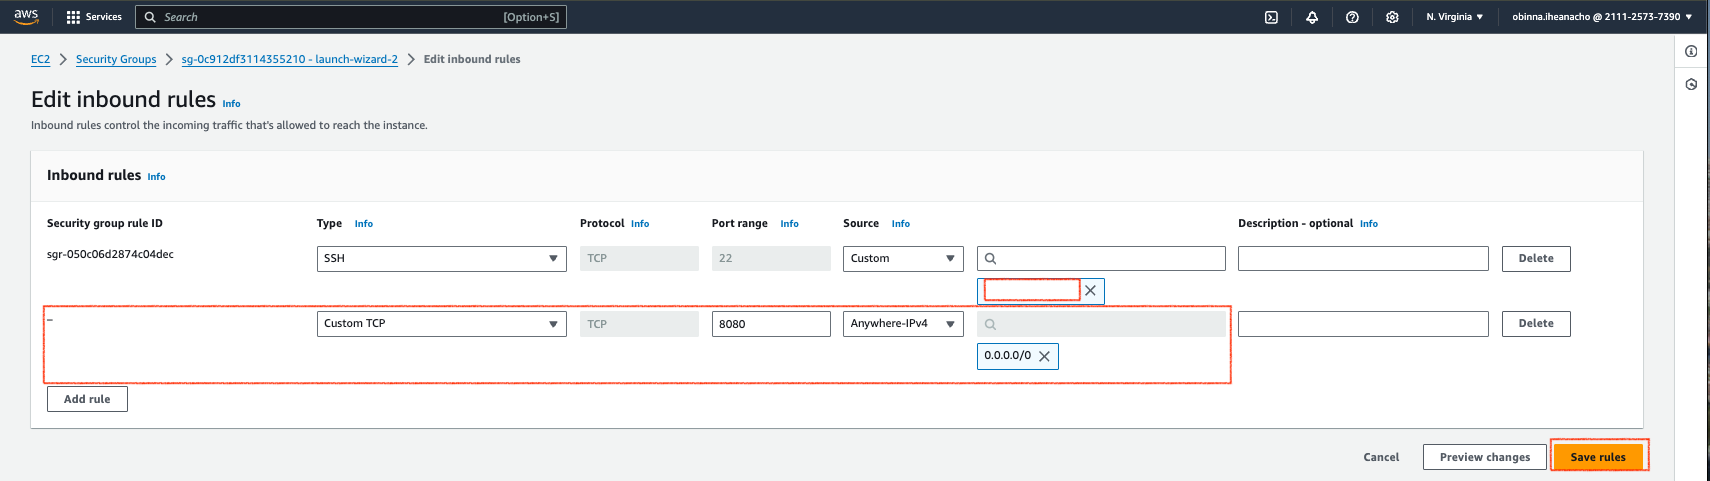 aws Services Search [Option+S] N. Virginia obinna.iheanacho @ 2111-2573-7390
EC2 Security Groups sg-0c912df3114355210 - launch-wizard-2 Edit inbound rules
Edit inbound rules Info
Inbound rules control the incoming traffic that's allowed to reach the instance.
Inbound rules Info
Security group rule ID Type Info Protocol Info Port range Info Source Info Description - optional Info
sgr-050c06d2874c04dec SSH TCP 22 Custom Delete
– Custom TCP TCP 8080 Anywhere-IPv4 Delete
0.0.0.0/0
Add rule
Cancel Preview changes Save rules